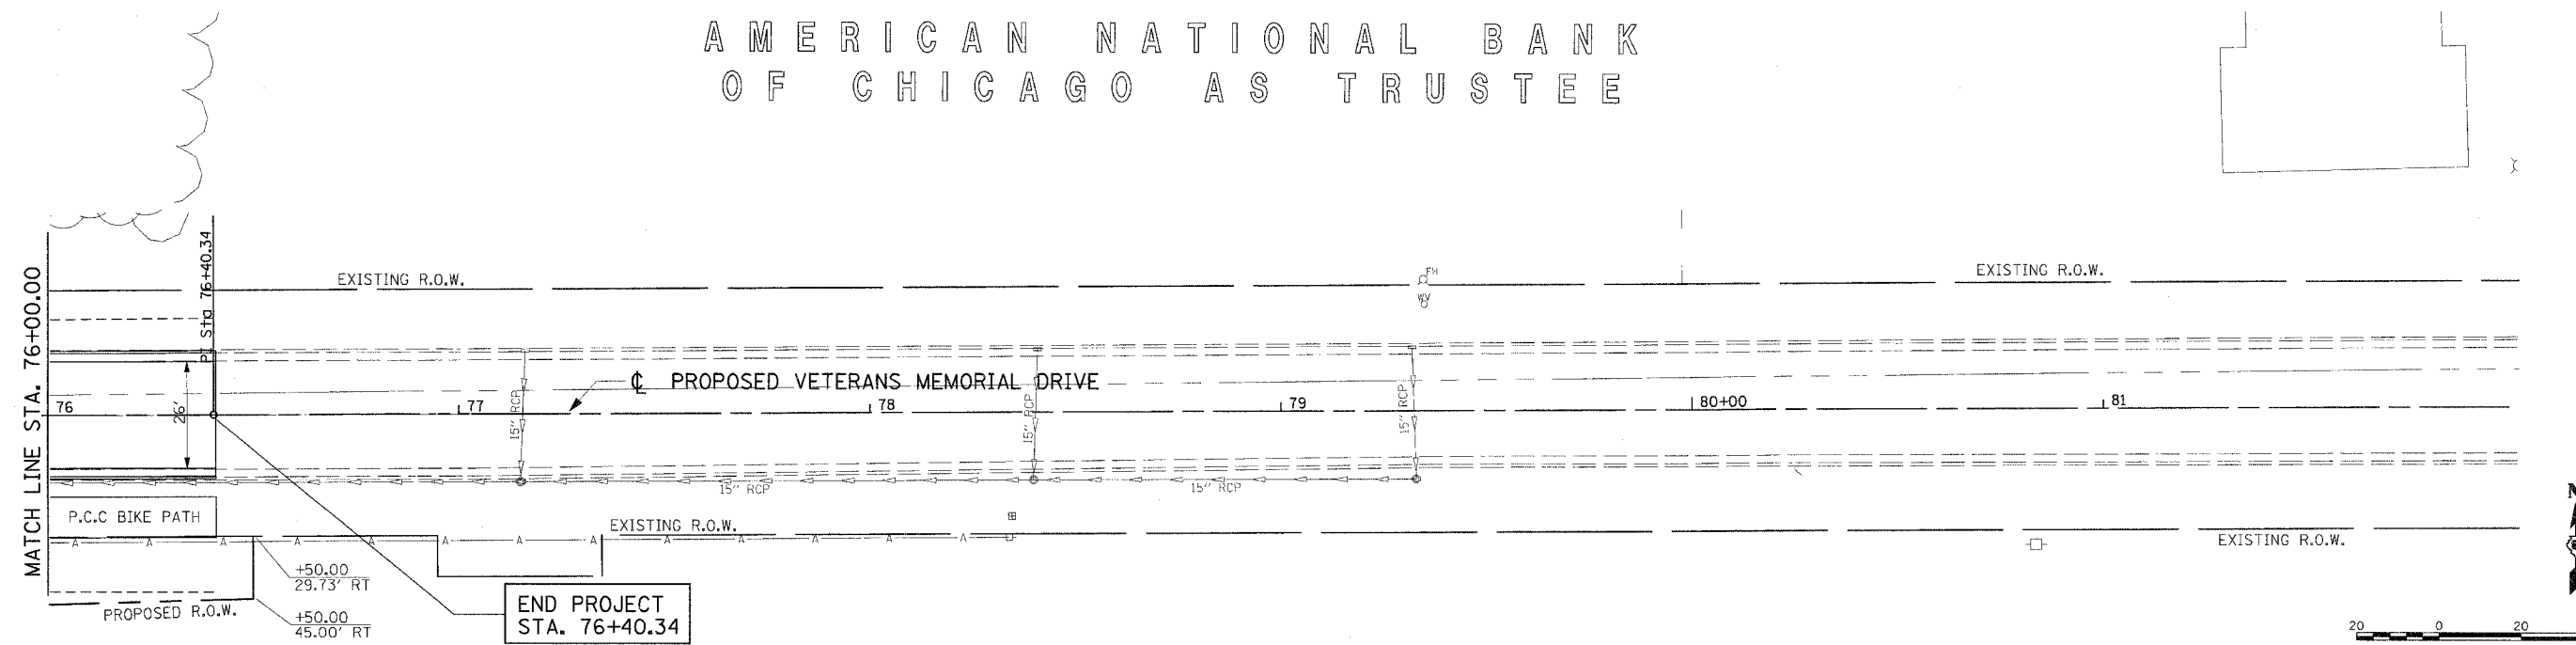 AMERICAN NATIONAL BANK
OF CHICAGO AS TRUSTEE
MATCH LINE STA. 76+00.00
PI Sta 76+40.34
EXISTING R.O.W.
FH
WV
EXISTING R.O.W.
℄ PROPOSED VETERANS MEMORIAL DRIVE
76
26'
77
15" RCP
78
15" RCP
79
15" RCP
80+00
81
15" RCP
15" RCP
P.C.C BIKE PATH
EXISTING R.O.W.
A A A A A A A A A A A A A
EXISTING R.O.W.
+50.00
29.73' RT
PROPOSED R.O.W.
+50.00
45.00' RT
END PROJECT
STA. 76+40.34
N
20 0 20